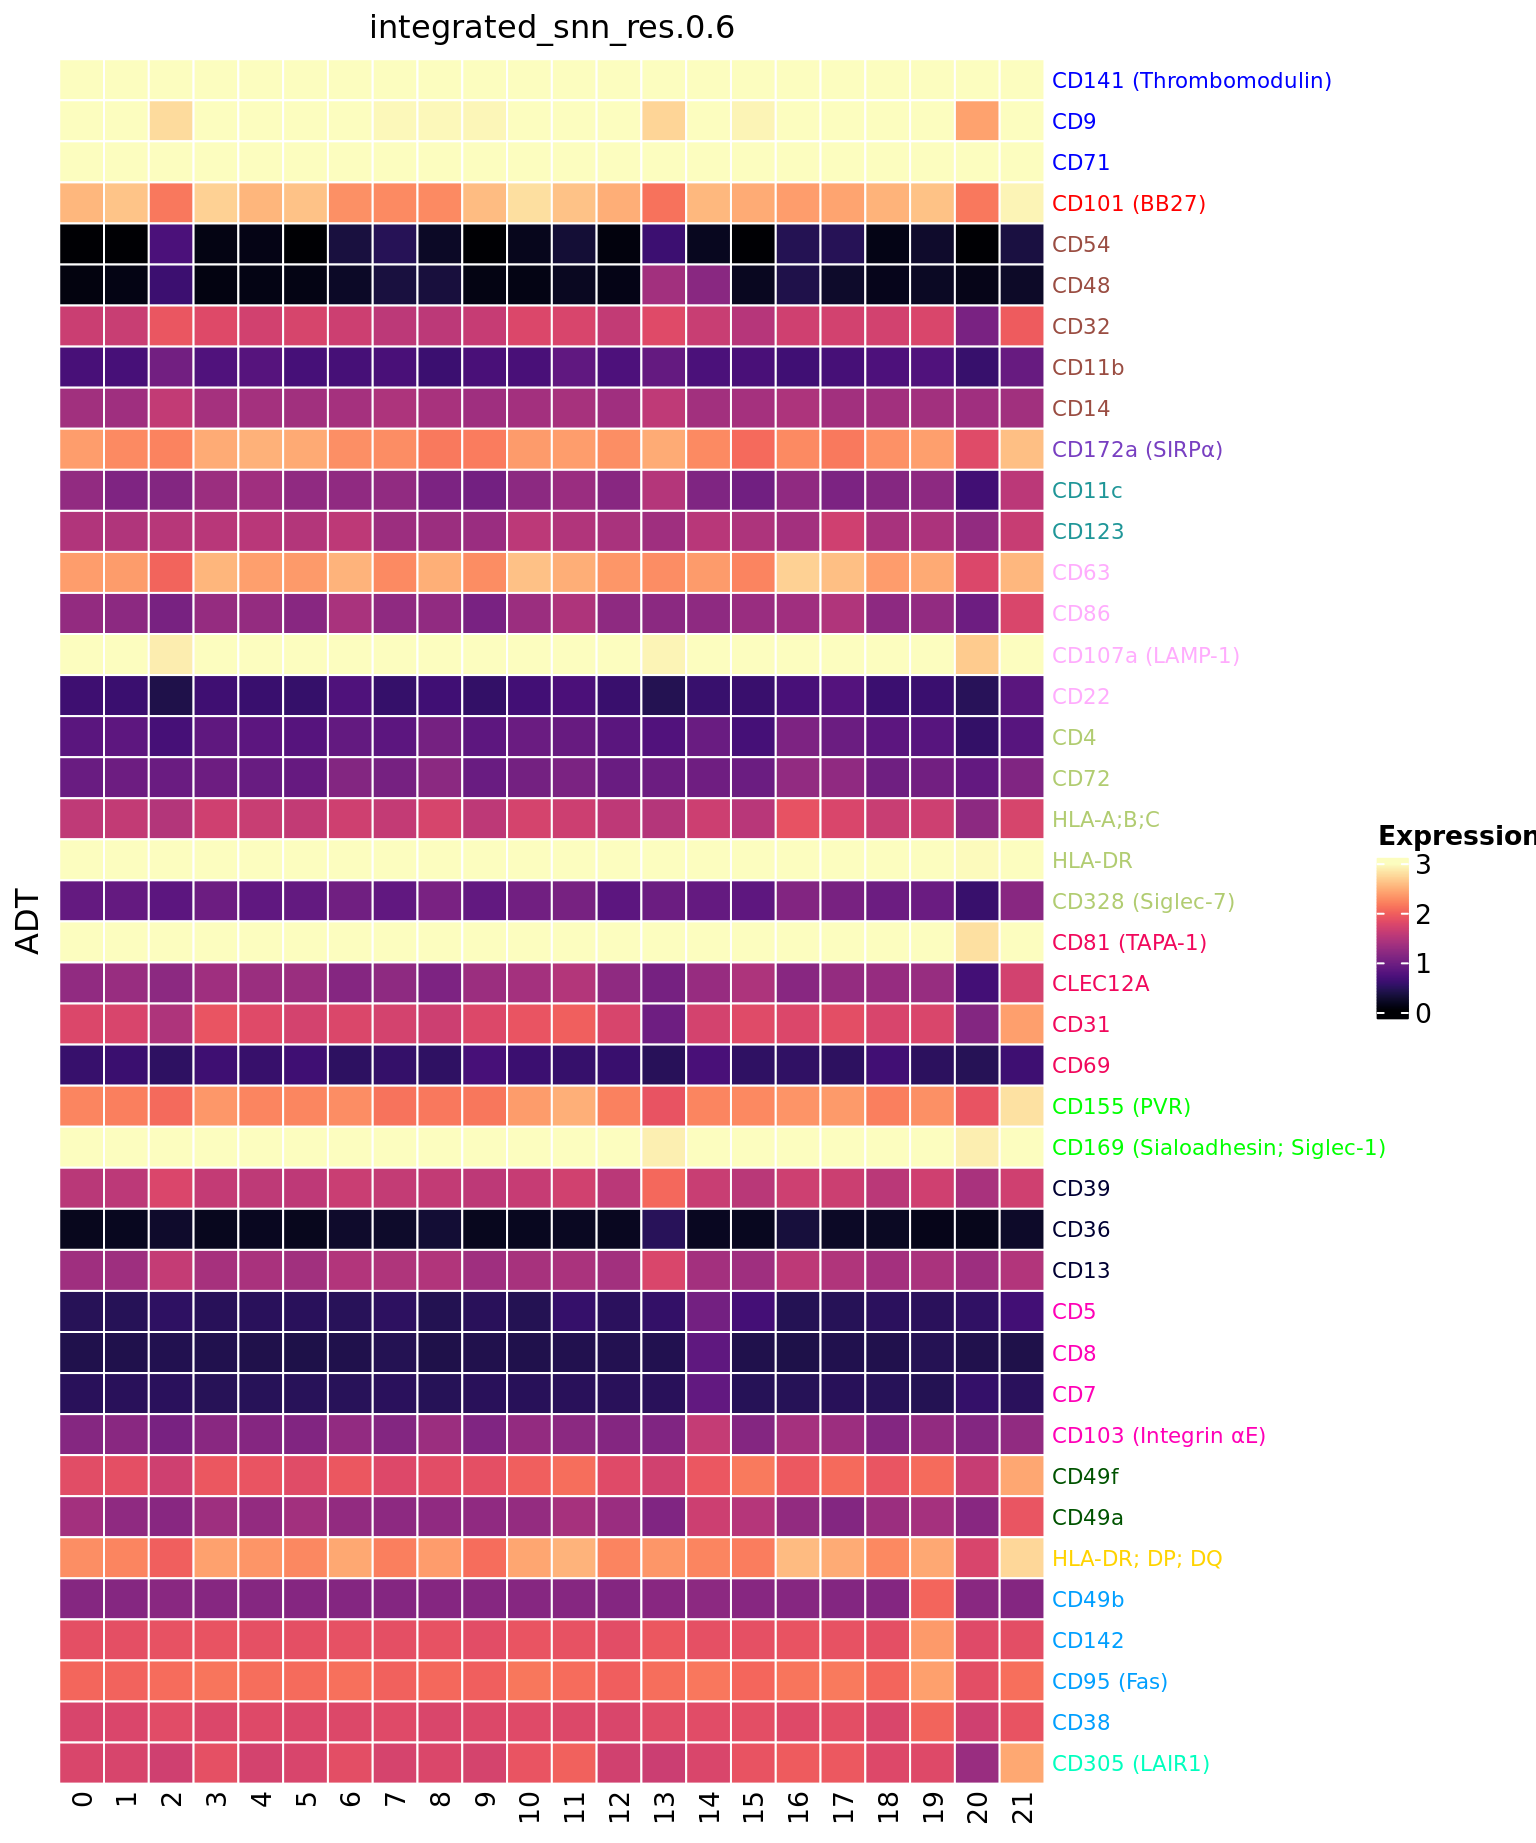 integrated_snn_res.0.6
CD141 (Thrombomodulin)
CD9
CD71
CD101 (BB27)
CD54
CD48
CD32
CD11b
CD14
CD172a (SIRPα)
CD11c
CD123
CD63
CD86
CD107a (LAMP-1)
CD22
CD4
CD72
HLA-A;B;C
HLA-DR
CD328 (Siglec-7)
CD81 (TAPA-1)
CLEC12A
CD31
CD69
CD155 (PVR)
CD169 (Sialoadhesin; Siglec-1)
CD39
CD36
CD13
CD5
CD8
CD7
CD103 (Integrin αE)
CD49f
CD49a
HLA-DR; DP; DQ
CD49b
CD142
CD95 (Fas)
CD38
CD305 (LAIR1)
ADT
0 1 2 3 4 5 6 7 8 9 10 11 12 13 14 15 16 17 18 19 20 21
Expression
3
2
1
0